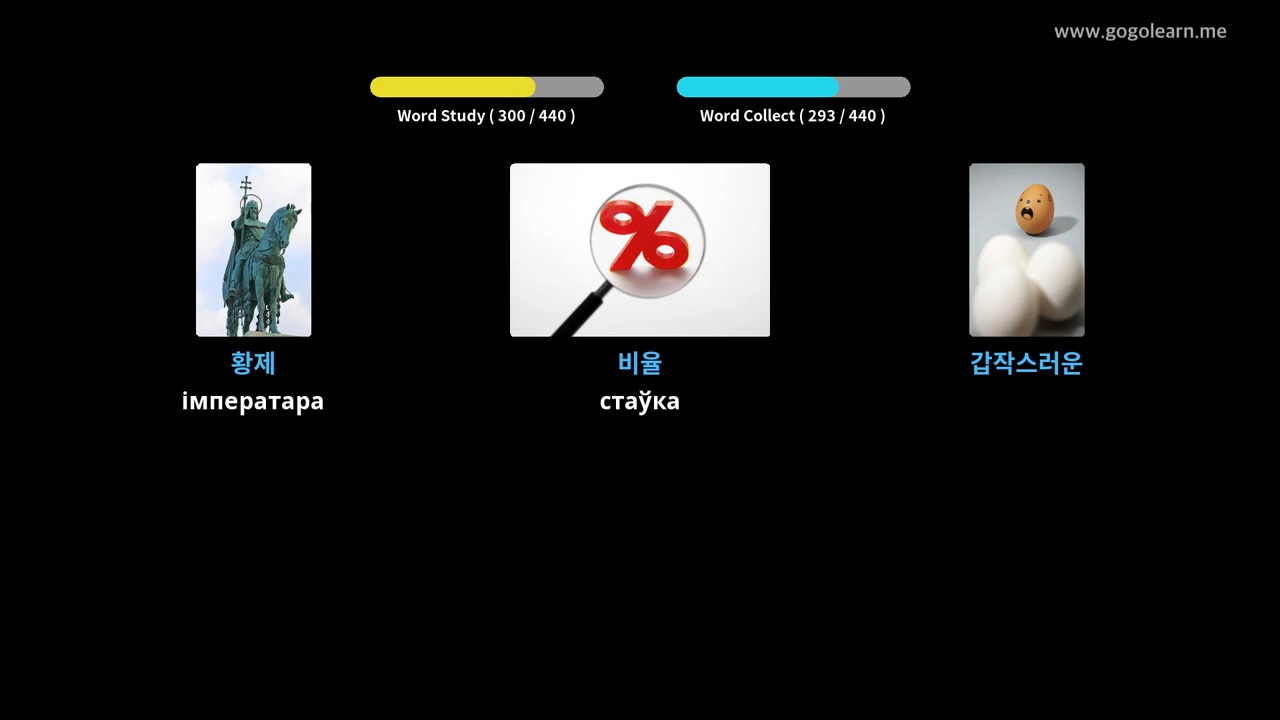 www.gogolearn.me
Word Study ( 300 / 440 )
Word Collect ( 293 / 440 )
황제
비율
갑작스러운
імператара
стаўка
%